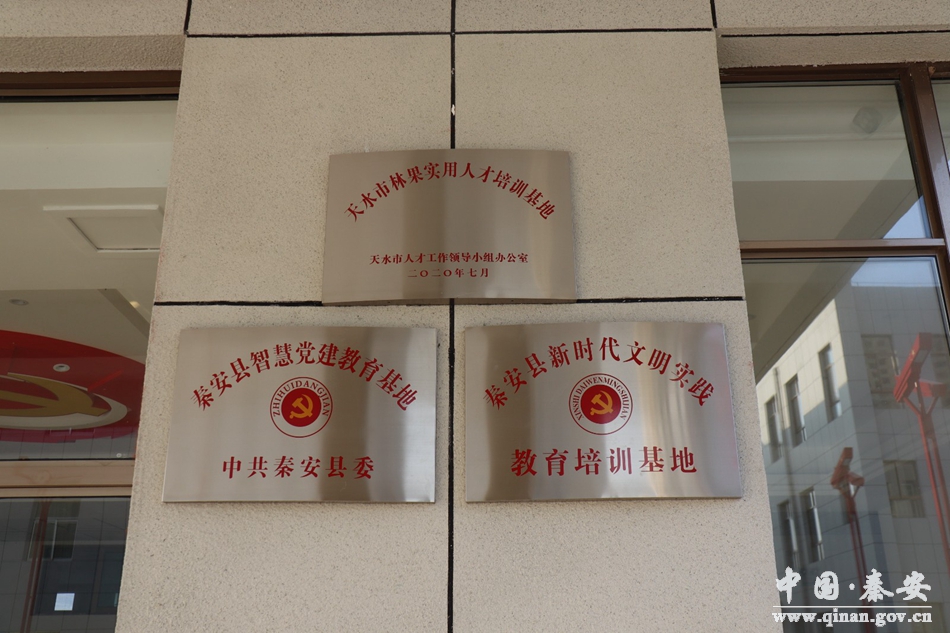 天水市林果实用人才培训基地
天水市人才工作领导小组办公室
二〇二〇年七月
秦安县智慧党建教育基地
ZHIHUIDANGJIAN
中共秦安县委
秦安县新时代文明实践
XINSHIDAIWENMINGSHIJIAN
教育培训基地
中国·秦安
www.qinan.gov.cn